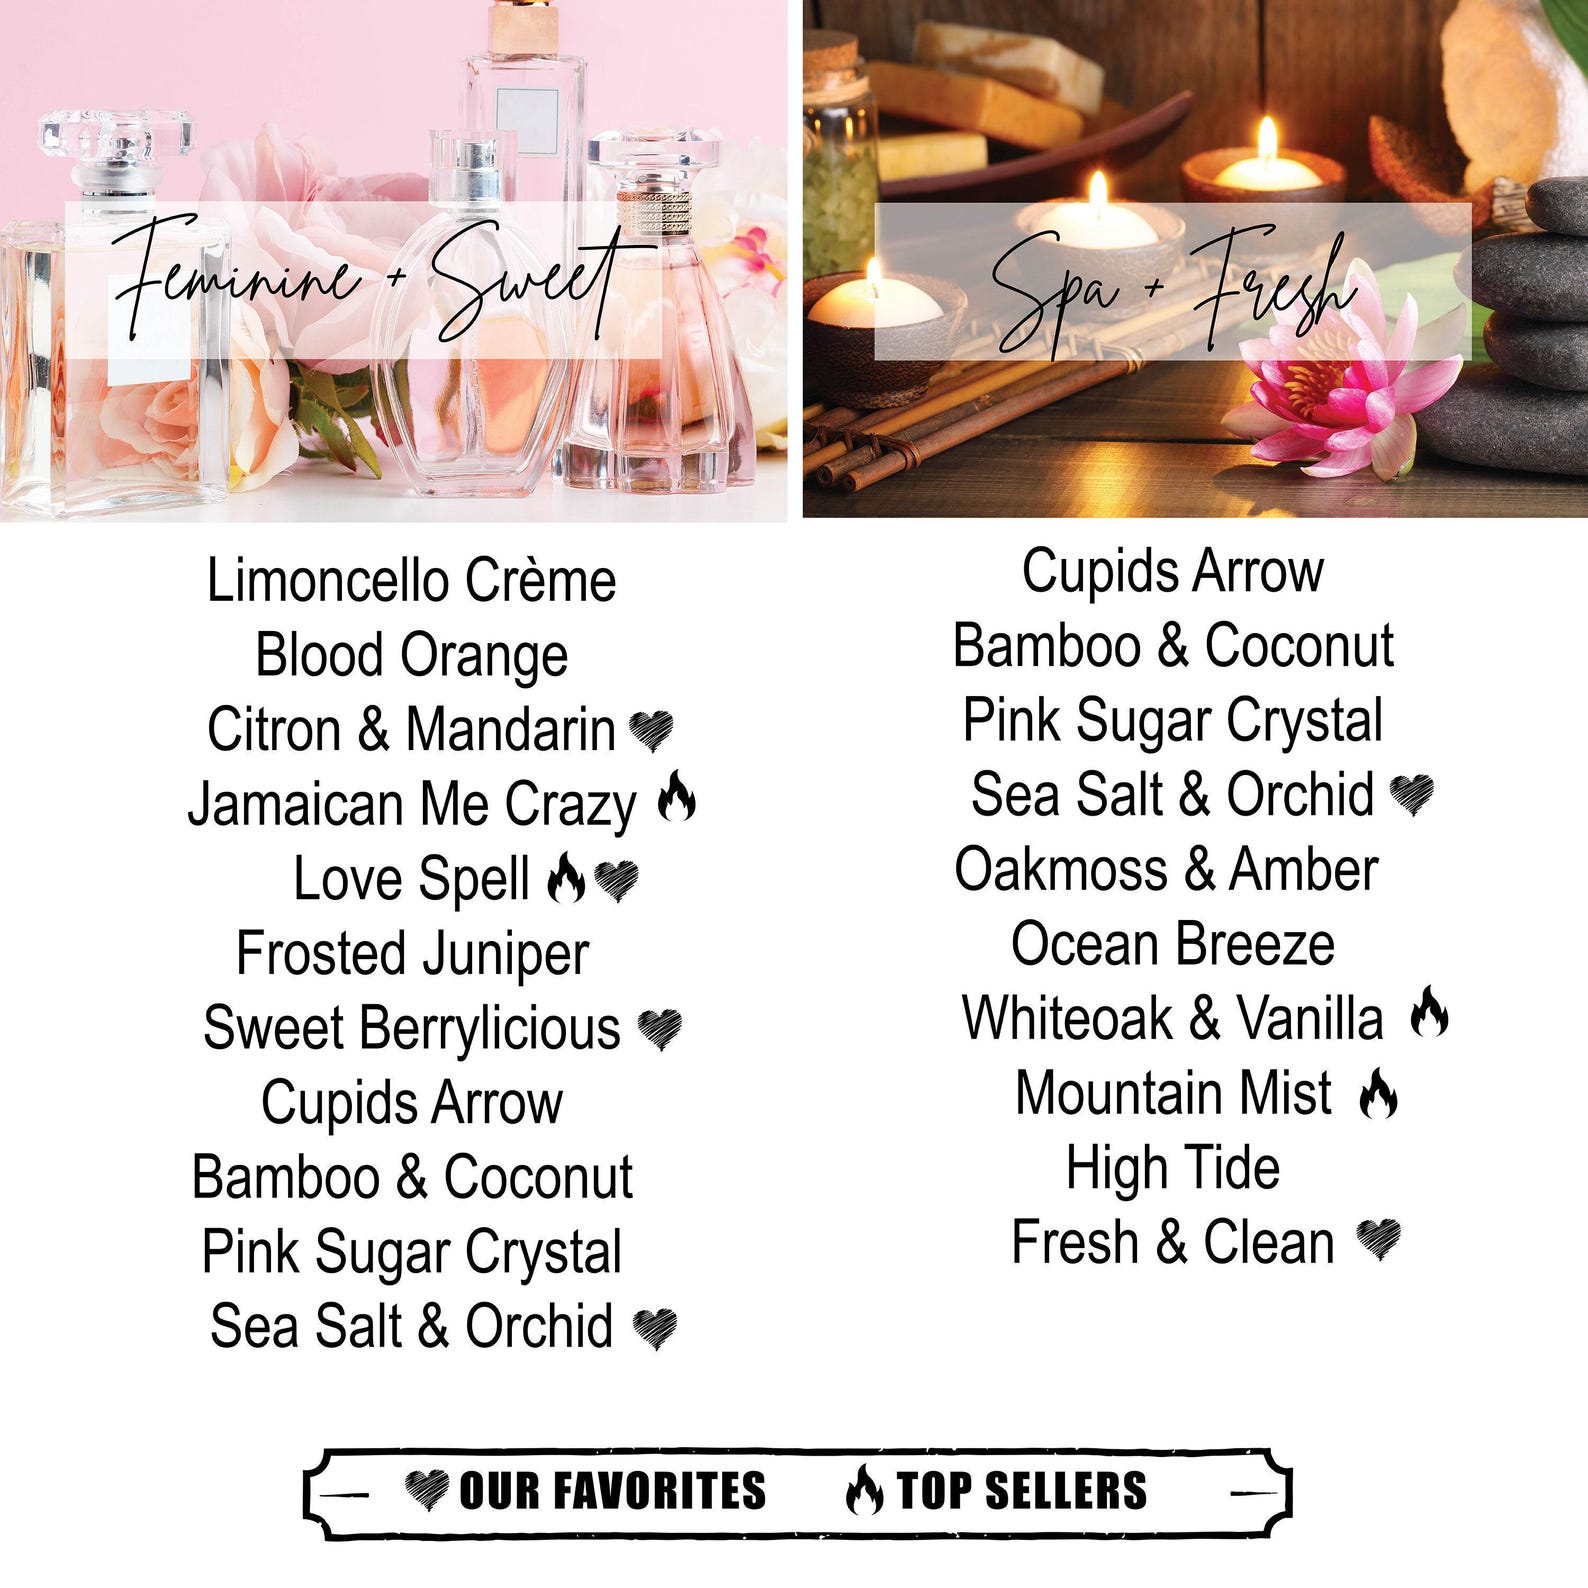 Feminine + Sweet
Limoncello Crème
Blood Orange
Citron & Mandarin
Jamaican Me Crazy
Love Spell
Frosted Juniper
Sweet Berrylicious
Cupids Arrow
Bamboo & Coconut
Pink Sugar Crystal
Sea Salt & Orchid
Spa + Fresh
Cupids Arrow
Bamboo & Coconut
Pink Sugar Crystal
Sea Salt & Orchid
Oakmoss & Amber
Ocean Breeze
Whiteoak & Vanilla
Mountain Mist
High Tide
Fresh & Clean
OUR FAVORITES
TOP SELLERS